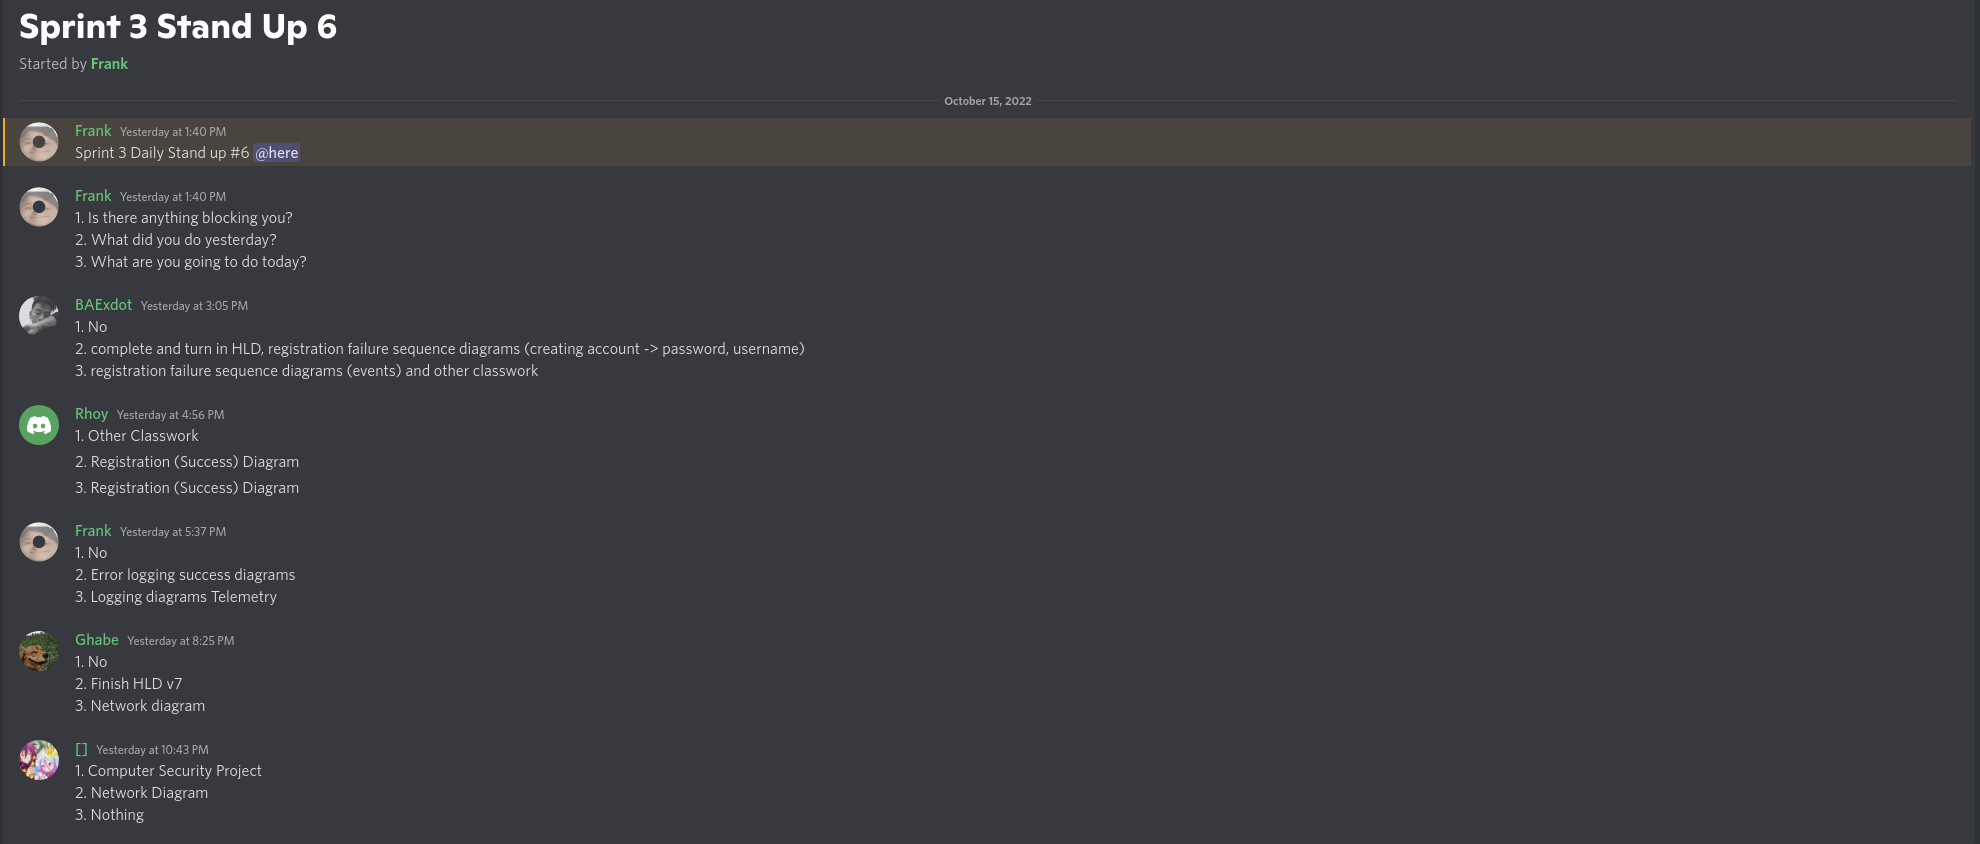 Sprint 3 Stand Up 6
Started by Frank
October 15, 2022
Frank Yesterday at 1:40 PM
Sprint 3 Daily Stand up #6 @here
Frank Yesterday at 1:40 PM
1. Is there anything blocking you?
2. What did you do yesterday?
3. What are you going to do today?
BAExdot Yesterday at 3:05 PM
1. No
2. complete and turn in HLD, registration failure sequence diagrams (creating account -> password, username)
3. registration failure sequence diagrams (events) and other classwork
Rhoy Yesterday at 4:56 PM
1. Other Classwork
2. Registration (Success) Diagram
3. Registration (Success) Diagram
Frank Yesterday at 5:37 PM
1. No
2. Error logging success diagrams
3. Logging diagrams Telemetry
Ghabe Yesterday at 8:25 PM
1. No
2. Finish HLD v7
3. Network diagram
[] Yesterday at 10:43 PM
1. Computer Security Project
2. Network Diagram
3. Nothing